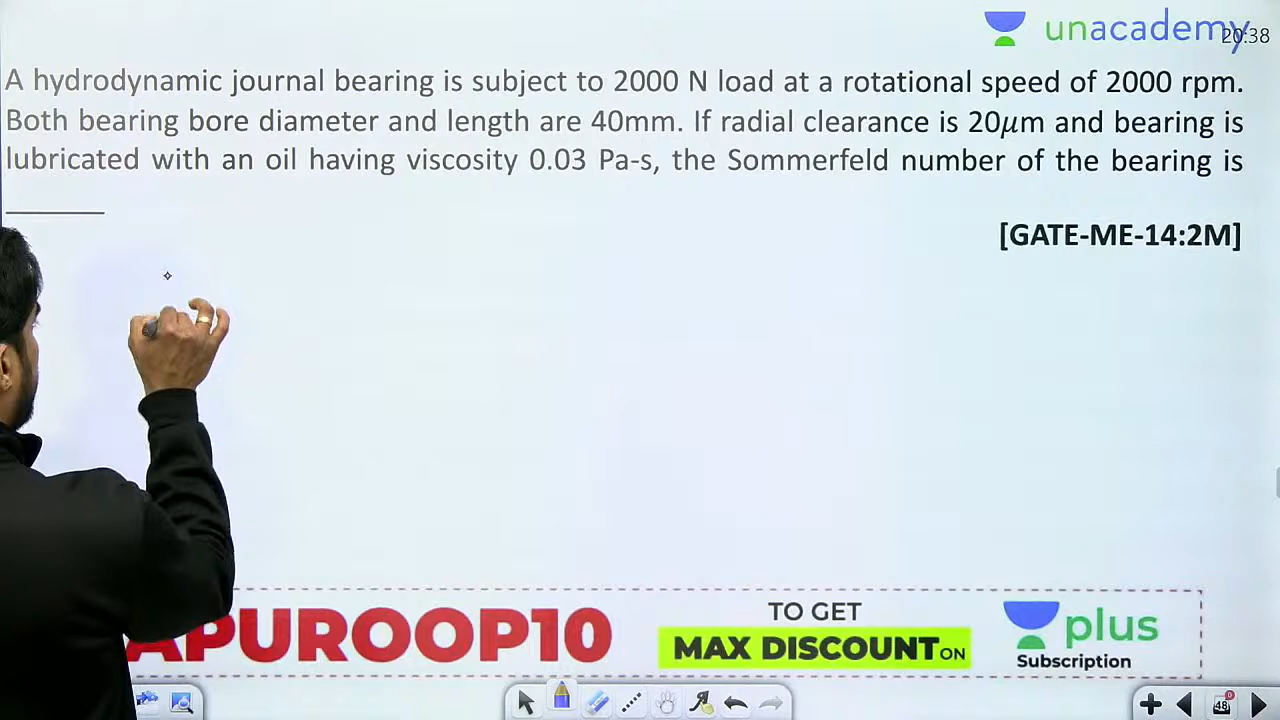 unacademy
20:38
A hydrodynamic journal bearing is subject to 2000 N load at a rotational speed of 2000 rpm.
Both bearing bore diameter and length are 40mm. If radial clearance is 20μm and bearing is
lubricated with an oil having viscosity 0.03 Pa-s, the Sommerfeld number of the bearing is
[GATE-ME-14:2M]
APUROOP10
TO GET
MAX DISCOUNT ON
plus
Subscription
48
0